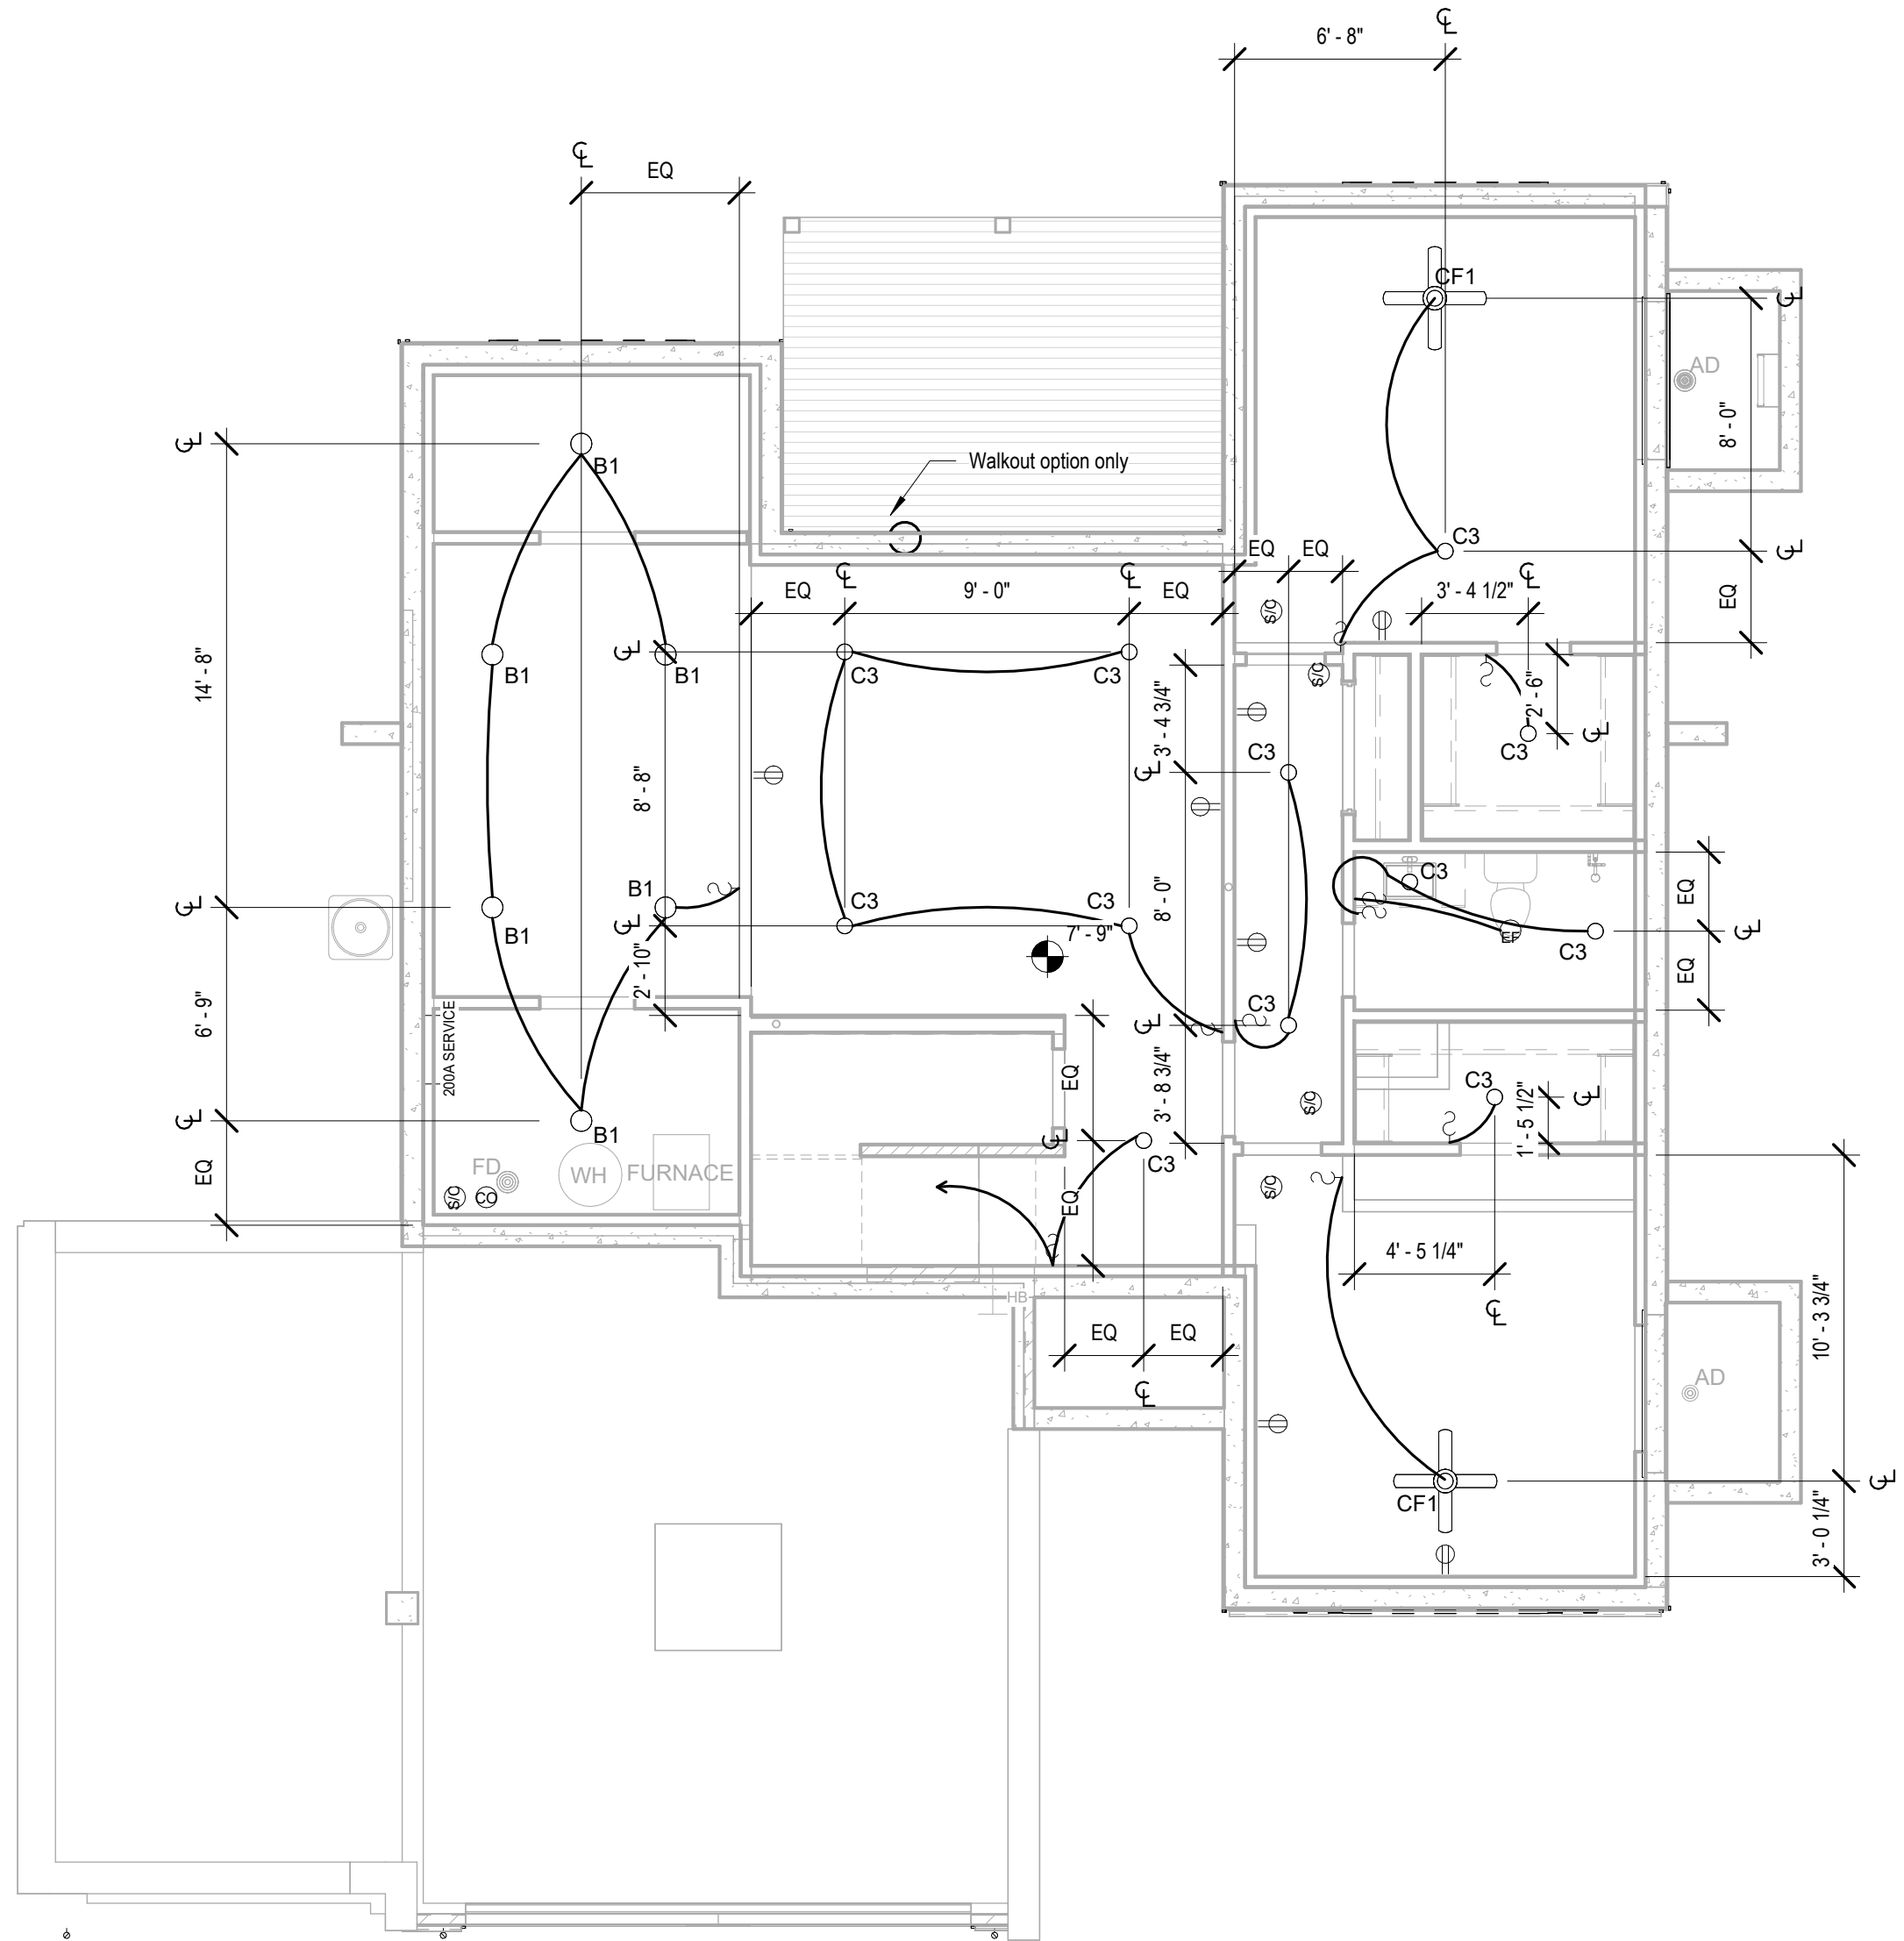 ℄
6' - 8"
℄
EQ
CF1
℄
AD
8' - 0"
℄
B1
Walkout option only
C3
℄
EQ
EQ
℄
℄
3' - 4 1/2"
℄
EQ
EQ
9' - 0"
EQ
S/C
℄
B1
B1
C3
C3
S/C
14' - 8"
3' - 4 3/4"
2' - 6"
℄
C3
C3
℄
8' - 8"
8' - 0"
C3
EQ
B1
C3
C3
℄
B1
℄
7' - 9"
EF
C3
℄
EQ
2' - 10"
6' - 9"
200A SERVICE
C3
℄
EQ
3' - 8 3/4"
C3
℄
1' - 5 1/2"
S/C
℄
B1
℄
C3
EQ
FD
WH
FURNACE
S/C
CO
EQ
S/C
4' - 5 1/4"
10' - 3 3/4"
HB
℄
EQ
EQ
℄
AD
CF1
℄
3' - 0 1/4"